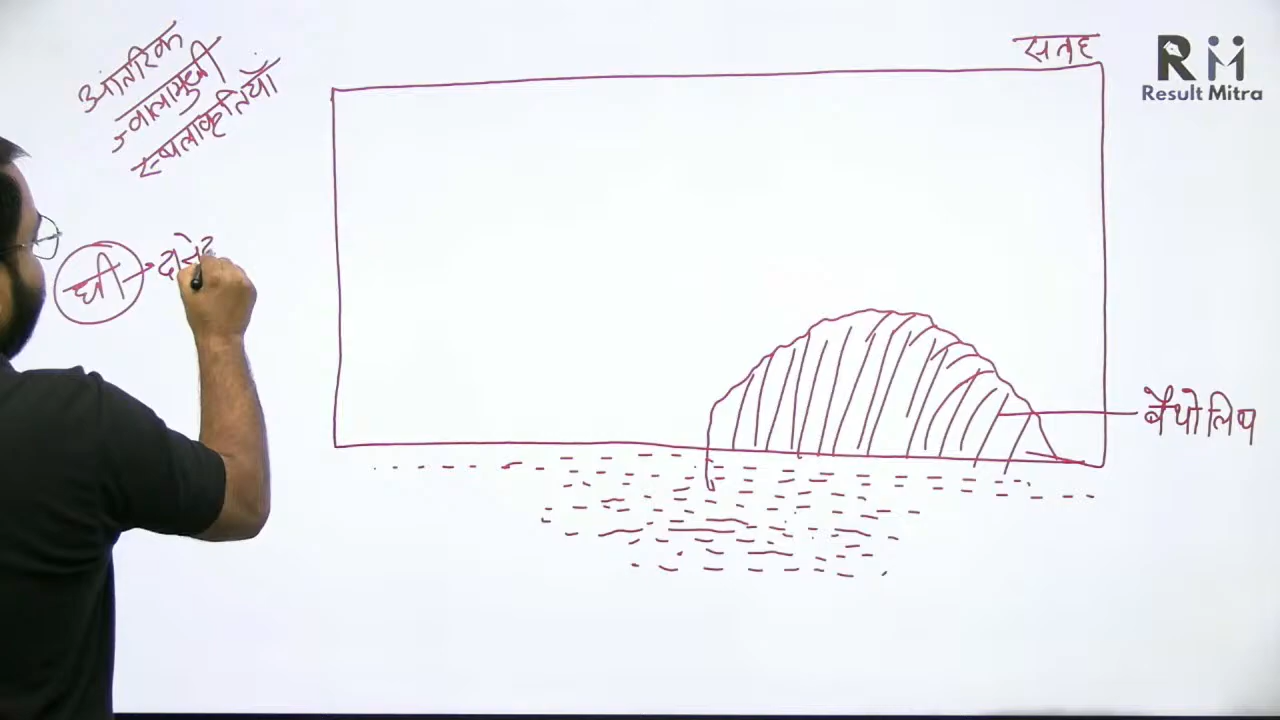 आंतरिक
ज्वालामुखी
स्थलाकृतियाँ
सतह
RM
Result Mitra
घी
बैथोलिथ